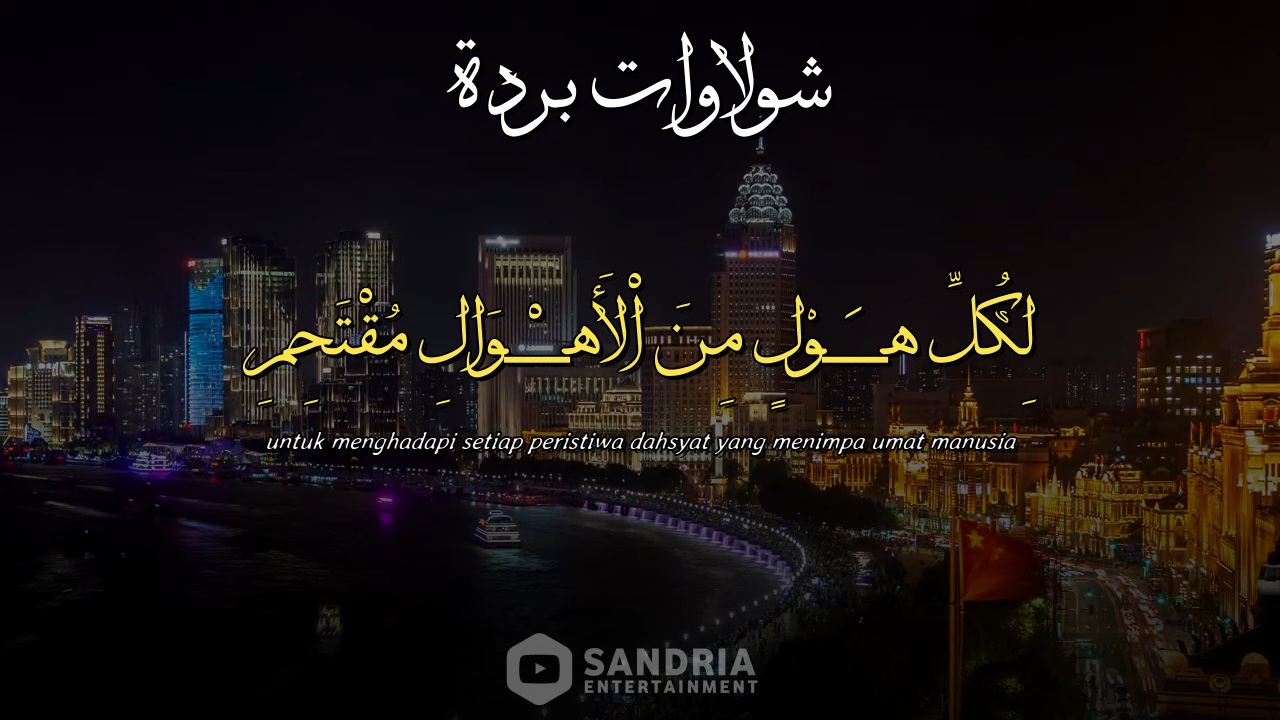 شولاوات بردة
لِكُلِّ هَـــوْلٍ مِنَ الْأَهْـــوَالِ مُقْتَحِمِ
untuk menghadapi setiap peristiwa dahsyat yang menimpa umat manusia
SANDRIA
ENTERTAINMENT